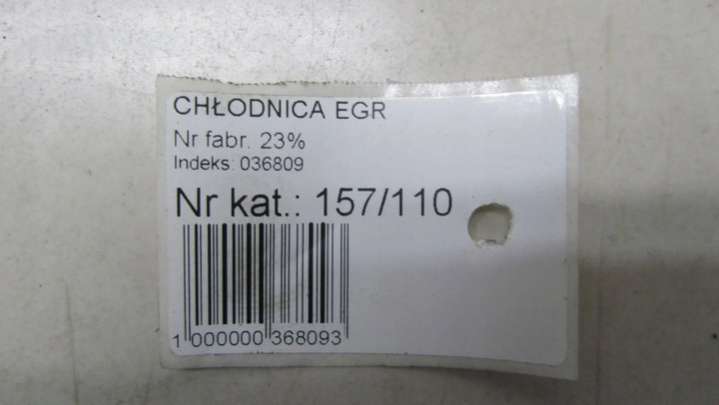 CHŁODNICA EGR
Nr fabr. 23%
Indeks: 036809
Nr kat.: 157/110
1 000000 368093